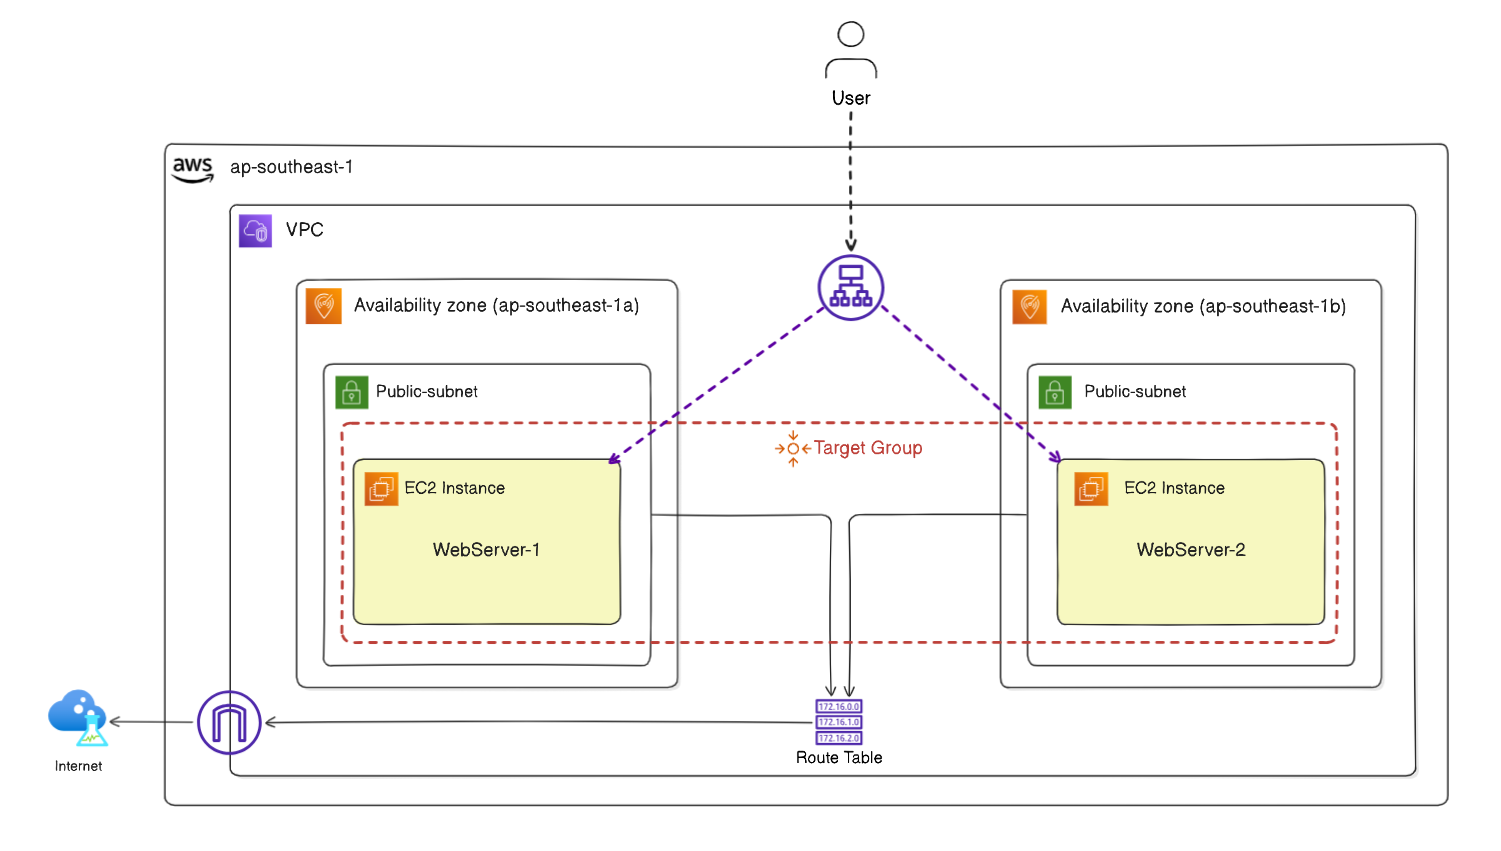 User
aws
ap-southeast-1
VPC
Availability zone (ap-southeast-1a)
Availability zone (ap-southeast-1b)
Public-subnet
Public-subnet
Target Group
EC2 Instance
EC2 Instance
WebServer-1
WebServer-2
172.16.0.0
172.16.1.0
172.16.2.0
Route Table
Internet